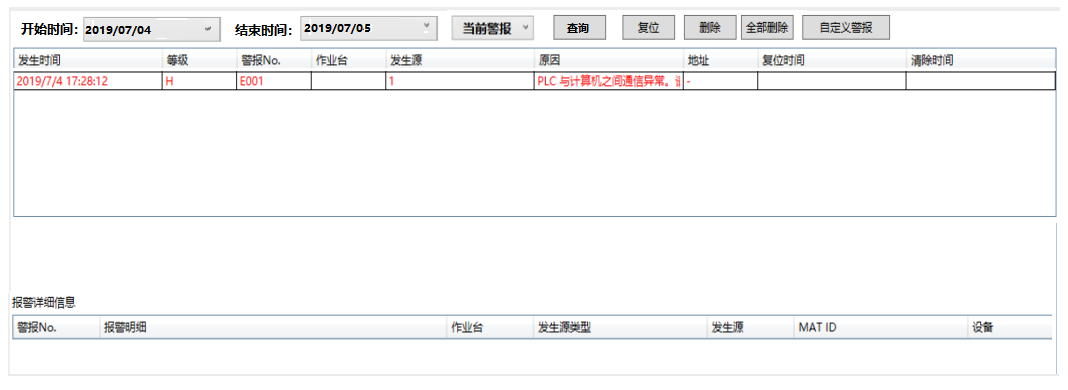 开始时间: 2019/07/04 结束时间: 2019/07/05 当前警报 查询 复位 删除 全部删除 自定义警报
发生时间 等级 警报No. 作业台 发生源 原因 地址 复位时间 清除时间
2019/7/4 17:28:12 H E001 1 PLC 与计算机之间通信异常。 -
报警详细信息
警报No. 报警明细 作业台 发生源类型 发生源 MAT ID 设备